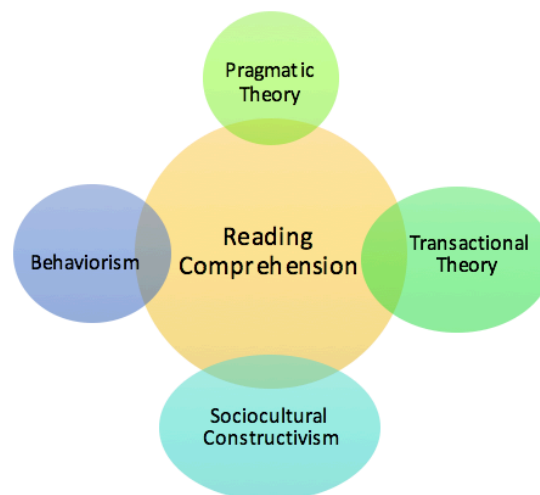 Pragmatic
Theory
Reading
Comprehension
Behaviorism
Transactional
Theory
Sociocultural
Constructivism